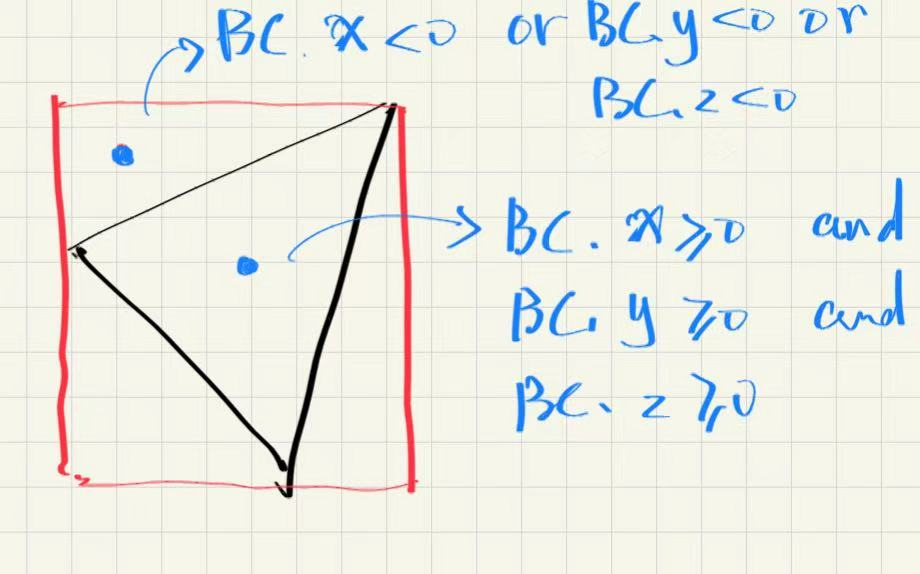 BC. x<0 or BC. y<0 or
BC. z<0
BC. x⩾0 and
BC. y⩾0 and
BC. z⩾0